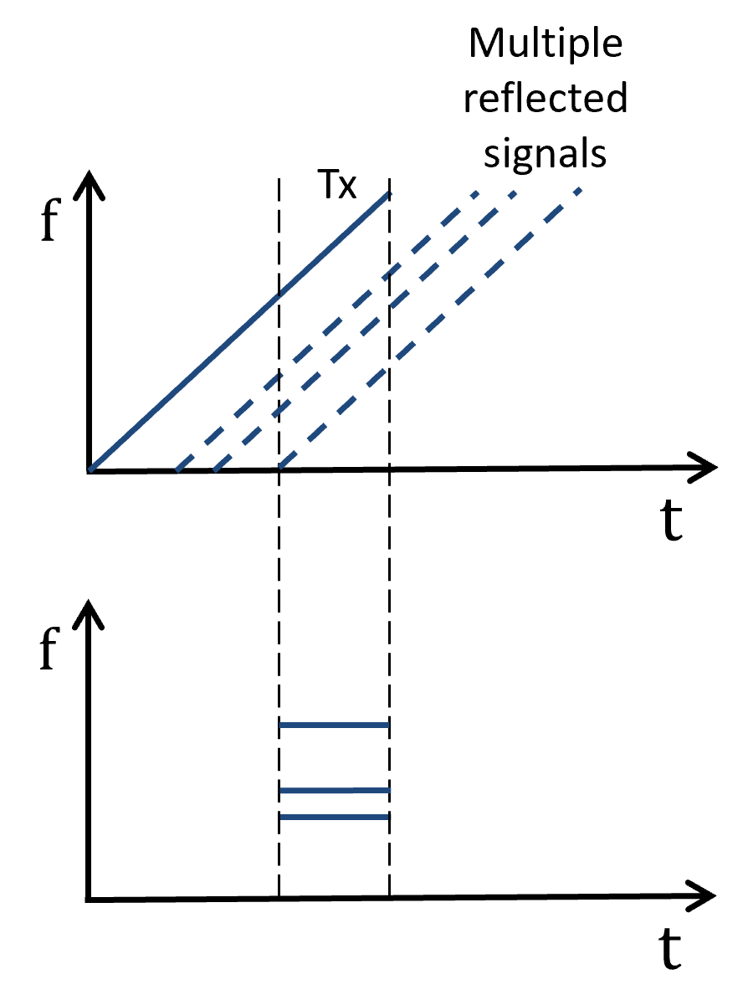 Multiple
reflected
signals
Tx
f
t
f
t